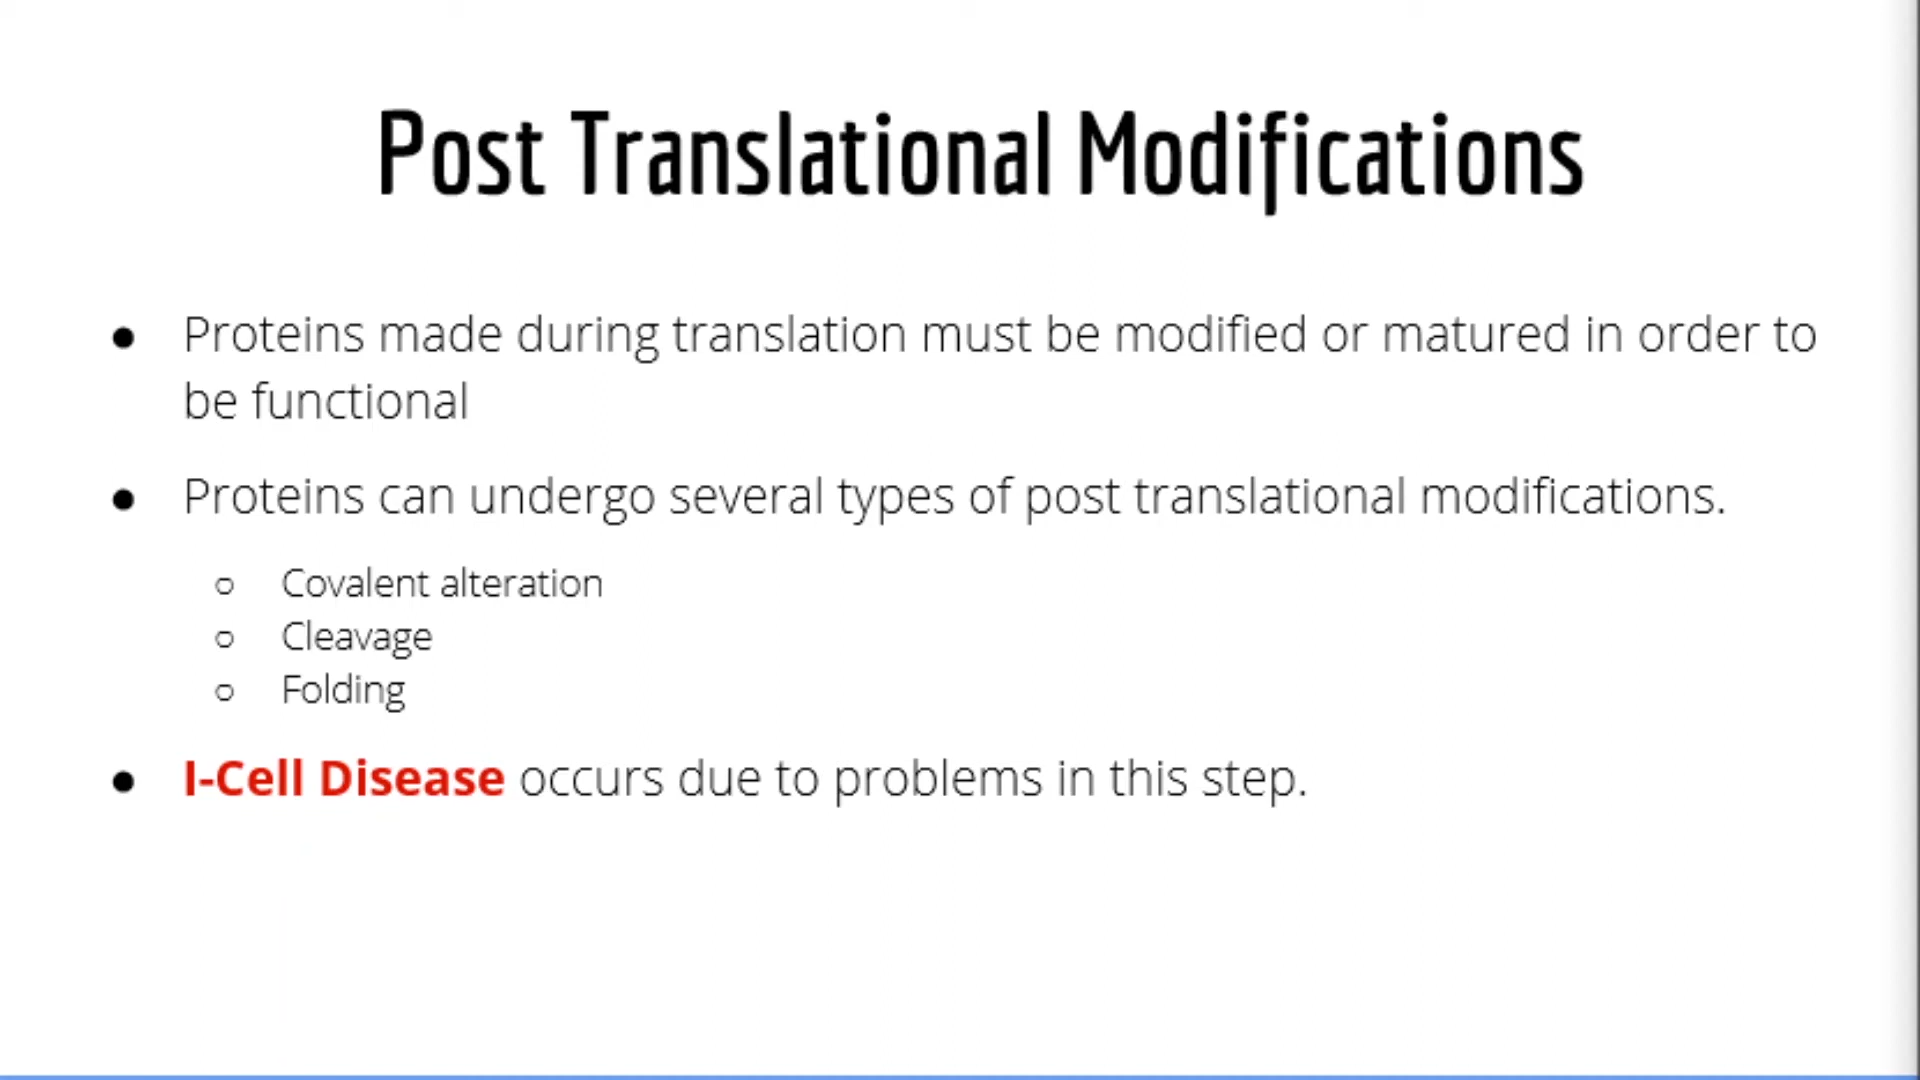 Post Translational Modifications
● Proteins made during translation must be modified or matured in order to
be functional
● Proteins can undergo several types of post translational modifications.
○ Covalent alteration
○ Cleavage
○ Folding
● I-Cell Disease occurs due to problems in this step.